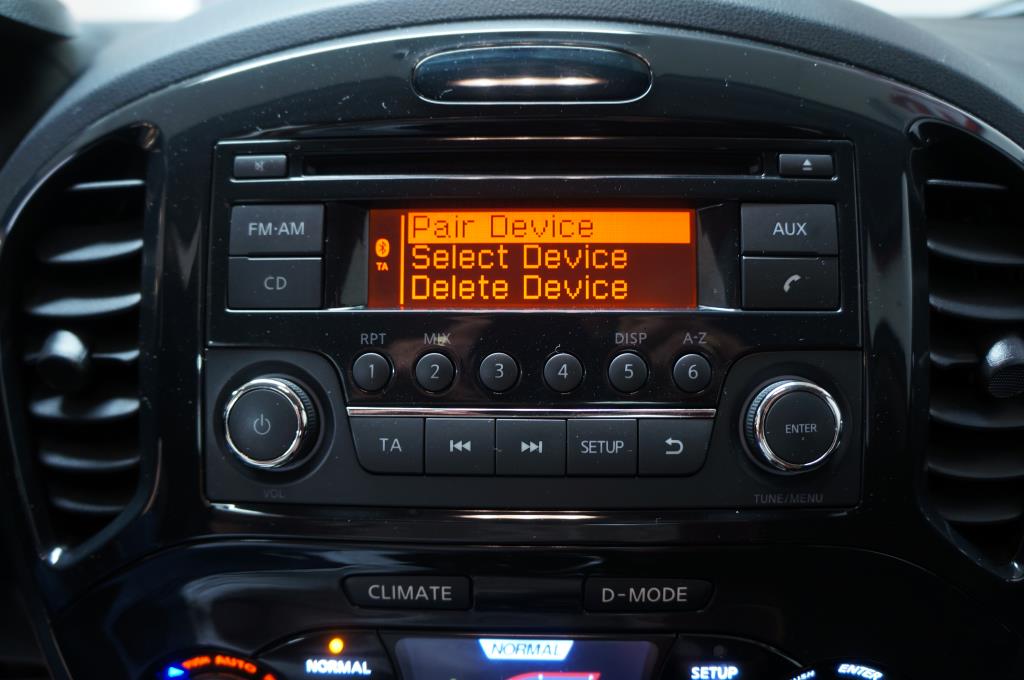 FM·AM
CD
Pair Device
Select Device
Delete Device
TA
AUX
RPT
MIX
DISP
A-Z
1
2
3
4
5
6
ENTER
TA
SETUP
VOL
TUNE/MENU
CLIMATE
D-MODE
AUTO
NORMAL
NORMAL
SETUP
ENTER